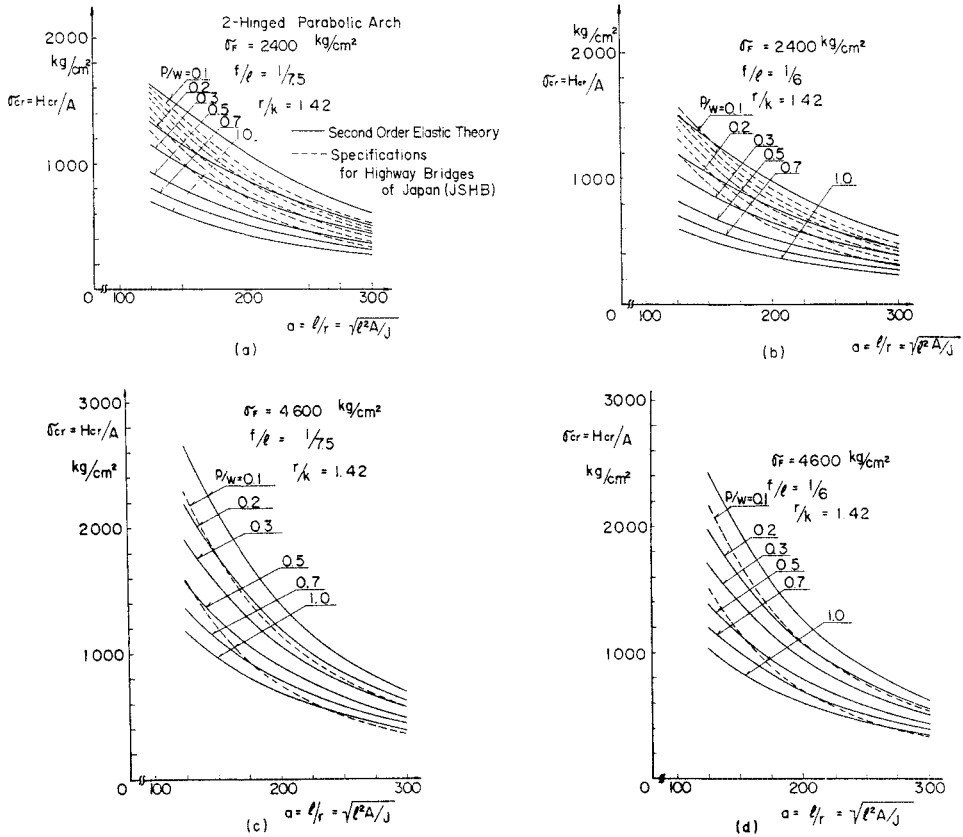 2-Hinged Parabolic Arch
σF = 2400 kg/cm²
f/ℓ = 1/7.5
r/k = 1.42
Second Order Elastic Theory
Specifications
for Highway Bridges
of Japan (JSHB)
2000
kg/cm²
σcr = Hcr/A
1000
0
P/w=0.1
0.2
0.3
0.5
0.7
1.0
100
200
300
a = ℓ/r = √ℓ²A/J
(a)
kg/cm²
2000
σcr = Hcr/A
1000
0
σF = 2400 kg/cm²
f/ℓ = 1/6
r/k = 1.42
P/w=0.1
0.2
0.3
0.5
0.7
1.0
100
200
300
(b)
a = ℓ/r = √ℓ²A/J
3000
σcr = Hcr/A
kg/cm²
2000
1000
0
σF = 4600 kg/cm²
f/ℓ = 1/7.5
r/k = 1.42
P/w=0.1
0.2
0.3
0.5
0.7
1.0
100
200
300
(c)
a = ℓ/r = √ℓ²A/J
3000
σcr = Hcr/A
kg/cm²
2000
1000
0
σF = 4600 kg/cm²
f/ℓ = 1/6
r/k = 1.42
P/w=0.1
0.2
0.3
0.5
0.7
1.0
100
200
300
(d)
a = ℓ/r = √ℓ²A/J